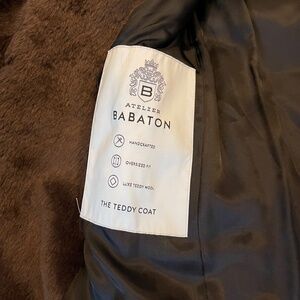 B
ATELIER
BABATON
HANDCRAFTED
OVERSIZED FIT
LUXE TEDDY WOOL
THE TEDDY COAT